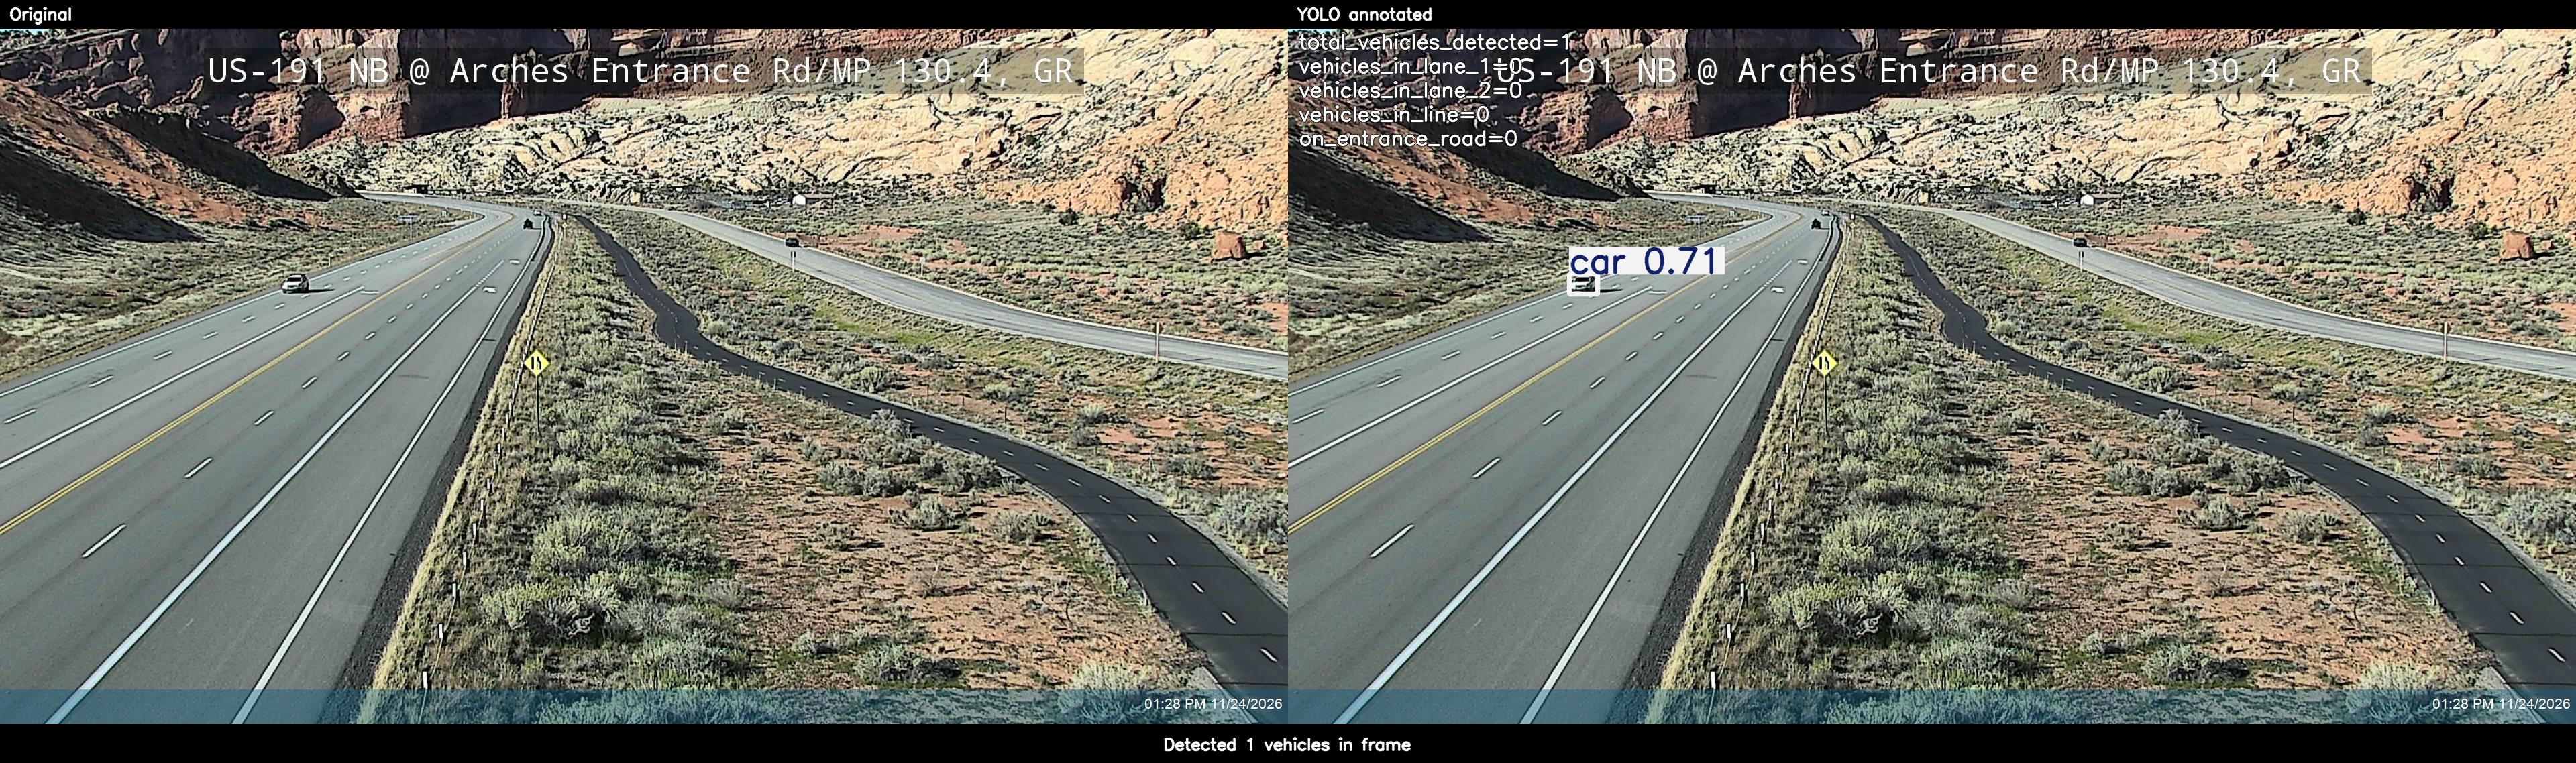 Original
YOLO annotated
US-191 NB @ Arches Entrance Rd/MP 130.4, GR
total_vehicles_detected=1
vehicles_in_lane_1=0
US-191 NB @ Arches Entrance Rd/MP 130.4, GR
vehicles_in_lane_2=0
vehicles_in_line=0
on_entrance_road=0
car 0.71
01:28 PM 11/24/2026
01:28 PM 11/24/2026
Detected 1 vehicles in frame